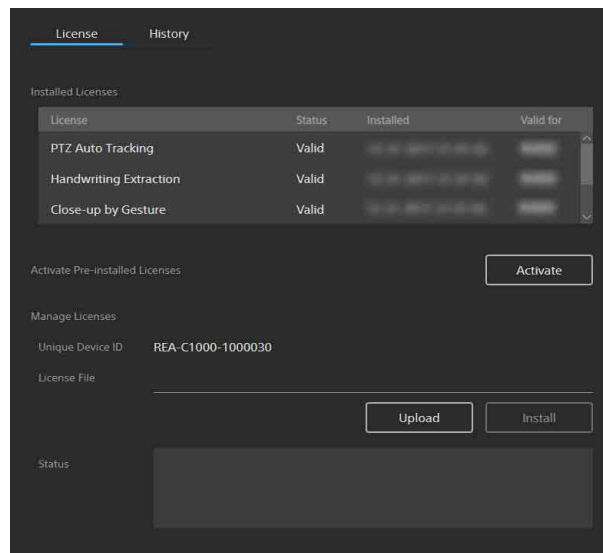 License History
Installed Licenses
License Status Installed Valid for
PTZ Auto Tracking Valid
Handwriting Extraction Valid
Close-up by Gesture Valid
Activate Pre-installed Licenses Activate
Manage Licenses
Unique Device ID REA-C1000-1000030
License File
Upload Install
Status